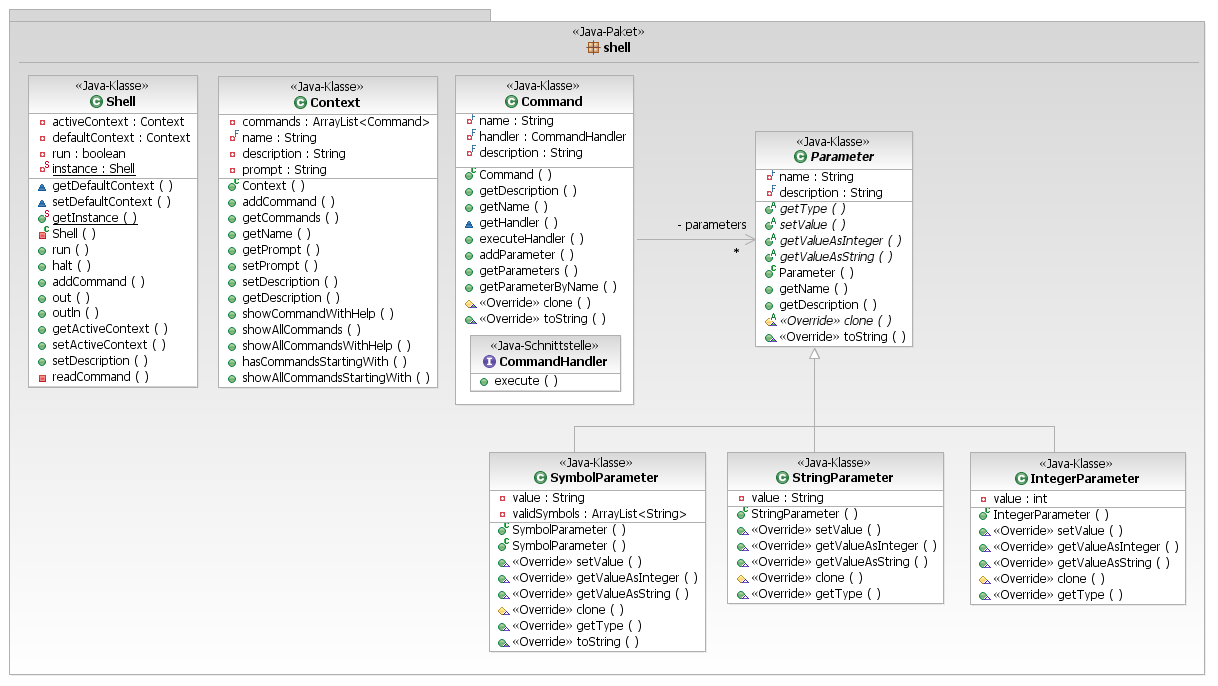 «Java-Paket»
shell
«Java-Klasse»
Shell
activeContext : Context
defaultContext : Context
run : boolean
instance : Shell
getDefaultContext ( )
setDefaultContext ( )
getInstance ( )
Shell ( )
run ( )
halt ( )
addCommand ( )
out ( )
outln ( )
getActiveContext ( )
setActiveContext ( )
setDescription ( )
readCommand ( )
«Java-Klasse»
Context
commands : ArrayList<Command>
name : String
description : String
prompt : String
Context ( )
addCommand ( )
getCommands ( )
getName ( )
getPrompt ( )
setPrompt ( )
setDescription ( )
getDescription ( )
showCommandWithHelp ( )
showAllCommands ( )
showAllCommandsWithHelp ( )
hasCommandsStartingWith ( )
showAllCommandsStartingWith ( )
«Java-Klasse»
Command
name : String
handler : CommandHandler
description : String
Command ( )
getDescription ( )
getName ( )
getHandler ( )
executeHandler ( )
addParameter ( )
getParameters ( )
getParameterByName ( )
«Override» clone ( )
«Override» toString ( )
«Java-Schnittstelle»
CommandHandler
execute ( )
- parameters
*
«Java-Klasse»
Parameter
name : String
description : String
getType ( )
setValue ( )
getValueAsInteger ( )
getValueAsString ( )
Parameter ( )
getName ( )
getDescription ( )
«Override» clone ( )
«Override» toString ( )
«Java-Klasse»
SymbolParameter
value : String
validSymbols : ArrayList<String>
SymbolParameter ( )
SymbolParameter ( )
«Override» setValue ( )
«Override» getValueAsInteger ( )
«Override» getValueAsString ( )
«Override» clone ( )
«Override» getType ( )
«Override» toString ( )
«Java-Klasse»
StringParameter
value : String
StringParameter ( )
«Override» setValue ( )
«Override» getValueAsInteger ( )
«Override» getValueAsString ( )
«Override» clone ( )
«Override» getType ( )
«Java-Klasse»
IntegerParameter
value : int
IntegerParameter ( )
«Override» setValue ( )
«Override» getValueAsInteger ( )
«Override» getValueAsString ( )
«Override» clone ( )
«Override» getType ( )